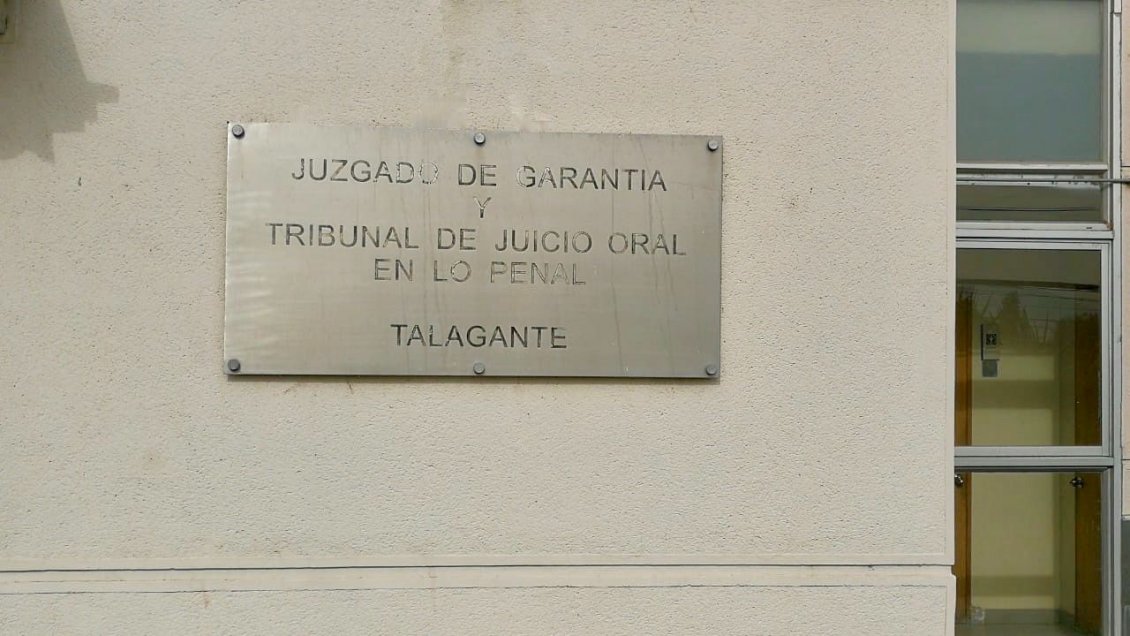 JUZGADO DE GARANTIA
Y
TRIBUNAL DE JUICIO ORAL
EN LO PENAL
TALAGANTE